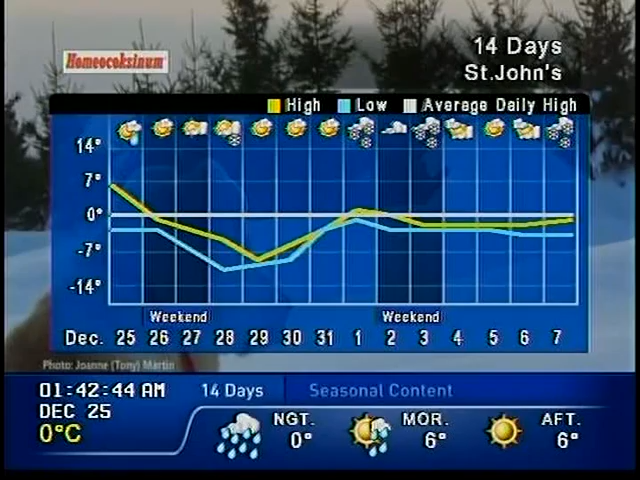 Homeocoksinum
14 Days
St.John's
High Low Average Daily High
14°
7°
0°
-7°
-14°
Weekend Weekend
Dec. 25 26 27 28 29 30 31 1 2 3 4 5 6 7
Photo: Joanne (Tony) Martin
01:42:44 AM 14 Days Seasonal Content
DEC 25
0°C
NGT. 0°
MOR. 6°
AFT. 6°